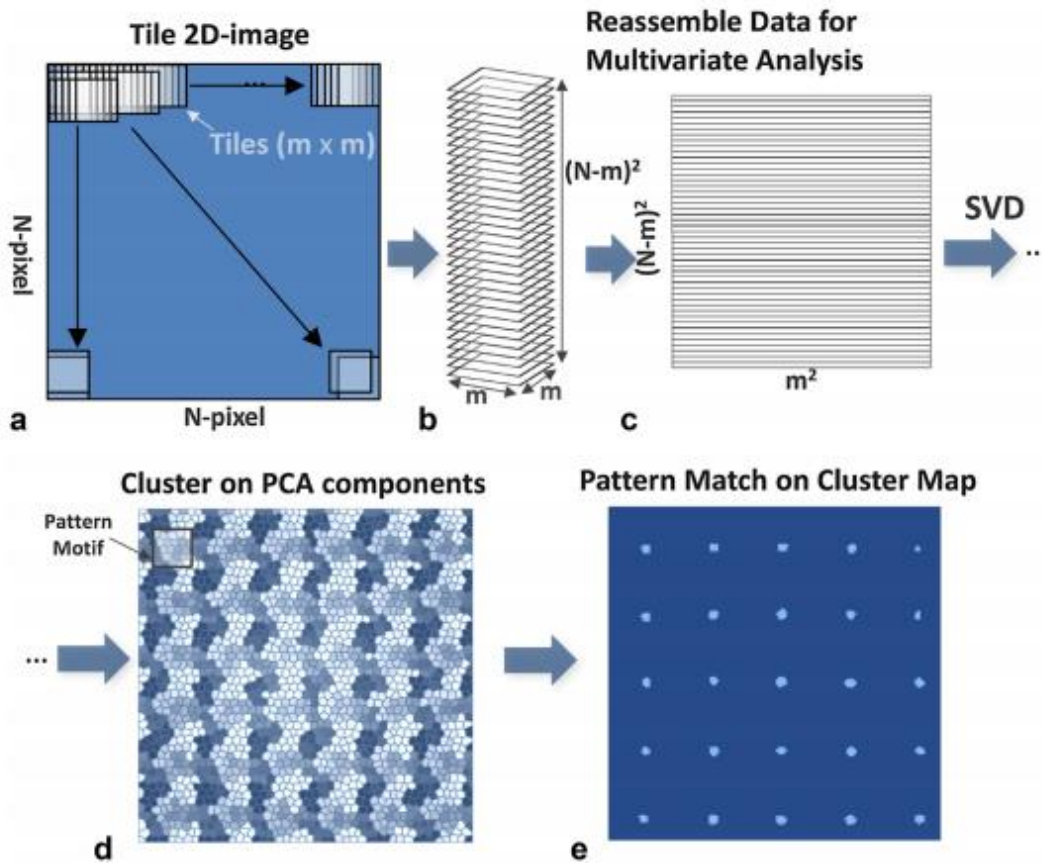 Tile 2D-image
...
Tiles (m x m)
N-pixel
N-pixel
a
Reassemble Data for
Multivariate Analysis
(N-m)²
m
m
b
(N-m)²
m²
c
SVD
..
Cluster on PCA components
Pattern
Motif
...
d
Pattern Match on Cluster Map
e